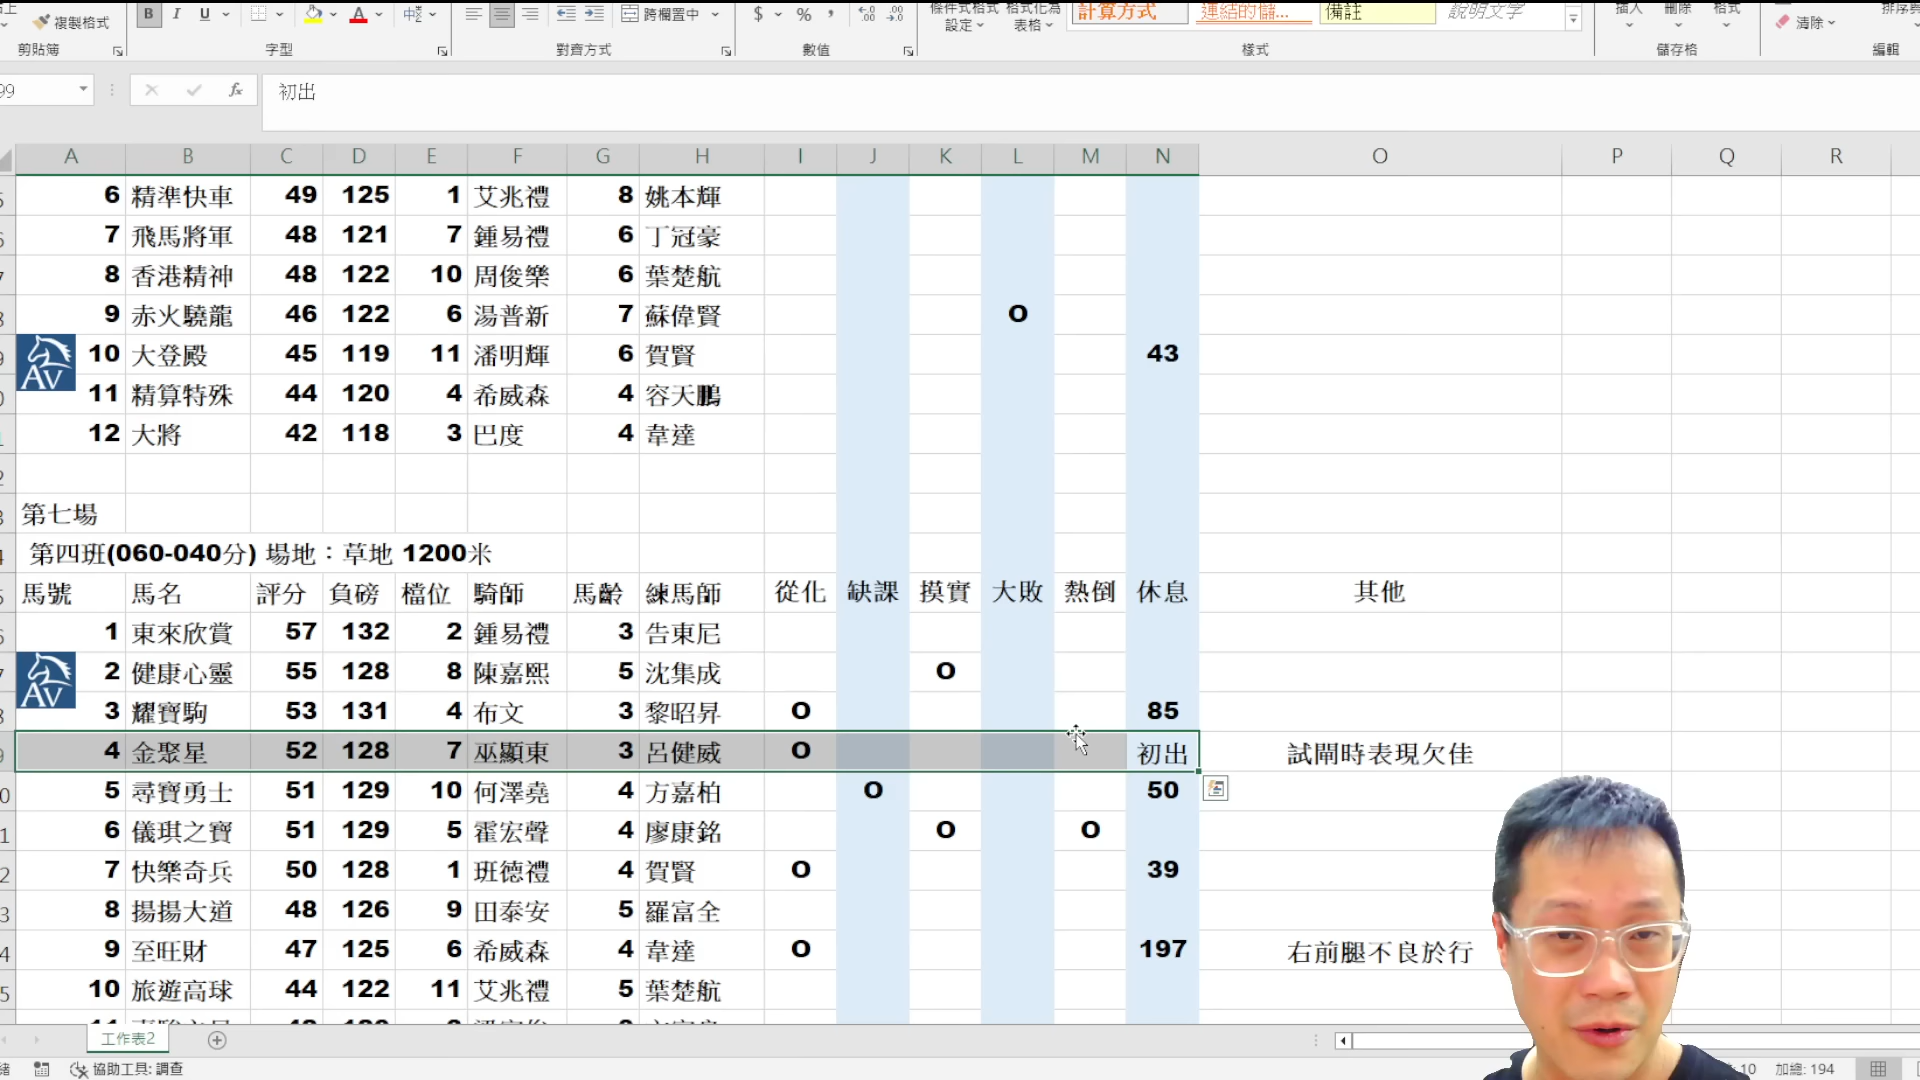 複製格式 B I U 中 跨欄置中 $ % , 條件式格式 格式化為 計算方式 連結的儲... 備註 說明文字 插入 刪除 格式
設定 表格 清除
剪貼簿 字型 對齊方式 數值 樣式 儲存格 編輯
99 fx 初出
A B C D E F G H I J K L M N O P Q R
6 精準快車 49 125 1 艾兆禮 8 姚本輝
7 飛馬將軍 48 121 7 鍾易禮 6 丁冠豪
8 香港精神 48 122 10 周俊樂 6 葉楚航
9 赤火驍龍 46 122 6 湯普新 7 蘇偉賢 O
10 大登殿 45 119 11 潘明輝 6 賀賢 43
AV
11 精算特殊 44 120 4 希威森 4 容天鵬
12 大將 42 118 3 巴度 4 韋達
第七場
第四班(060-040分) 場地：草地 1200米
馬號 馬名 評分 負磅 檔位 騎師 馬齡 練馬師 從化 缺課 摸實 大敗 熱倒 休息 其他
1 東來欣賞 57 132 2 鍾易禮 3 告東尼
2 健康心靈 55 128 8 陳嘉熙 5 沈集成 O
AV
3 耀寶駒 53 131 4 布文 3 黎昭昇 O 85
4 金聚星 52 128 7 巫顯東 3 呂健威 O 初出 試閘時表現欠佳
5 尋寶勇士 51 129 10 何澤堯 4 方嘉柏 O 50
6 儀琪之寶 51 129 5 霍宏聲 4 廖康銘 O O
7 快樂奇兵 50 128 1 班德禮 4 賀賢 O 39
8 揚揚大道 48 126 9 田泰安 5 羅富全
9 至旺財 47 125 6 希威森 4 韋達 O 197 右前腿不良於行
10 旅遊高球 44 122 11 艾兆禮 5 葉楚航
工作表2
協助工具: 調查 10 加總: 194